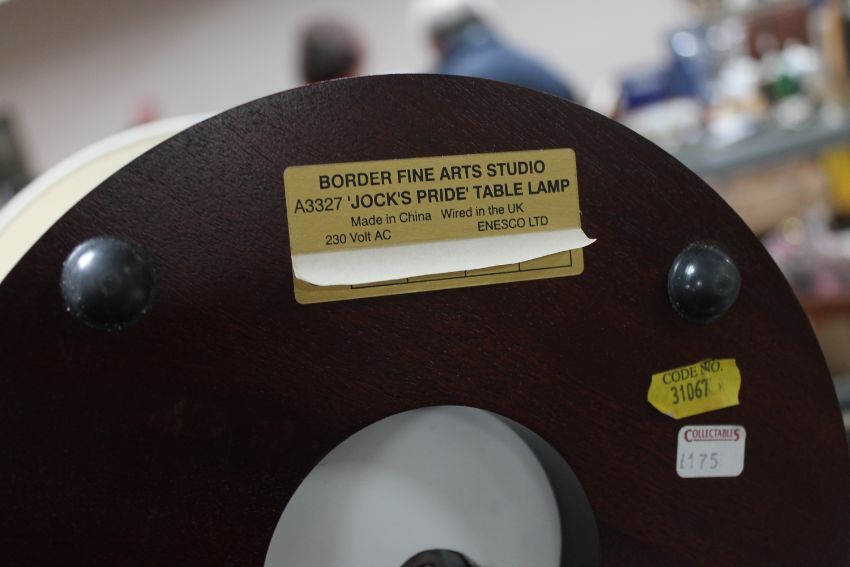 BORDER FINE ARTS STUDIO
A3327 'JOCK'S PRIDE' TABLE LAMP
Made in China Wired in the UK
230 Volt AC ENESCO LTD
CODE NO.
31067
COLLECTABLES
£175